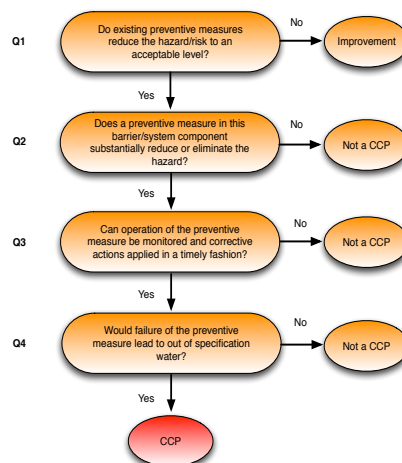 Q1
Do existing preventive measures
reduce the hazard/risk to an
acceptable level?
No
Improvement
Yes
Q2
Does a preventive measure in this
barrier/system component
substantially reduce or eliminate the
hazard?
No
Not a CCP
Yes
Q3
Can operation of the preventive
measure be monitored and corrective
actions applied in a timely fashion?
No
Not a CCP
Yes
Q4
Would failure of the preventive
measure lead to out of specification
water?
No
Not a CCP
Yes
CCP